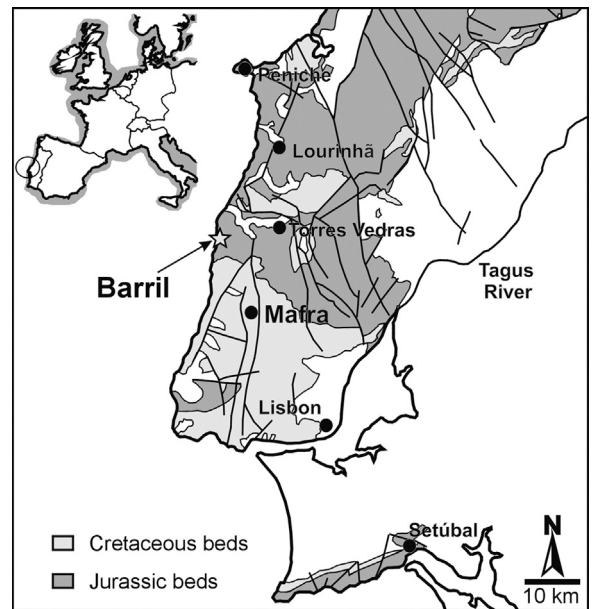 Peniche
Lourinhã
Torres Vedras
Barril
Tagus
River
Mafra
Lisbon
Setúbal
Cretaceous beds
Jurassic beds
N
10 km